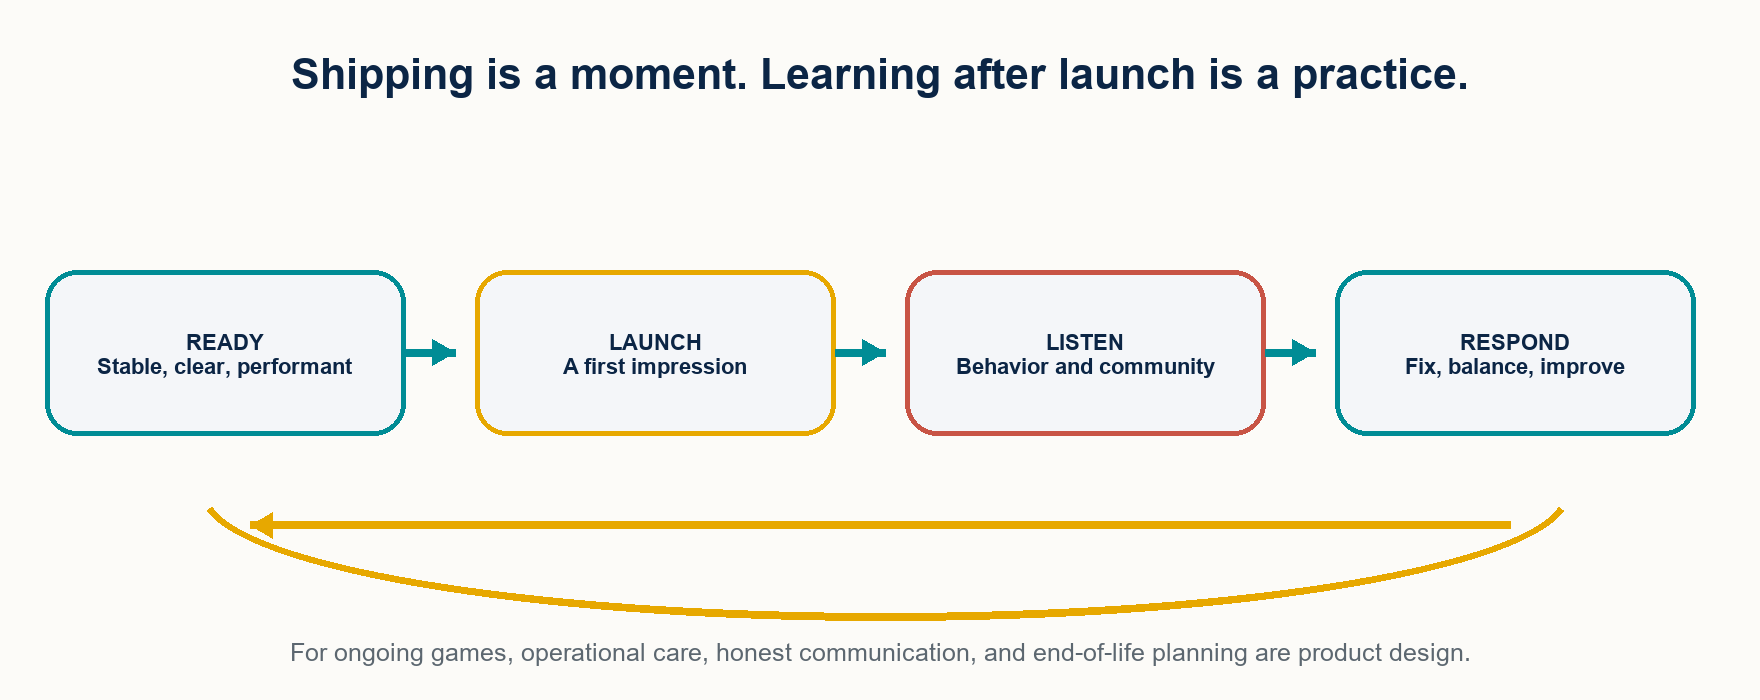 Shipping is a moment. Learning after launch is a practice.
READY
Stable, clear, performant
LAUNCH
A first impression
LISTEN
Behavior and community
RESPOND
Fix, balance, improve
For ongoing games, operational care, honest communication, and end-of-life planning are product design.